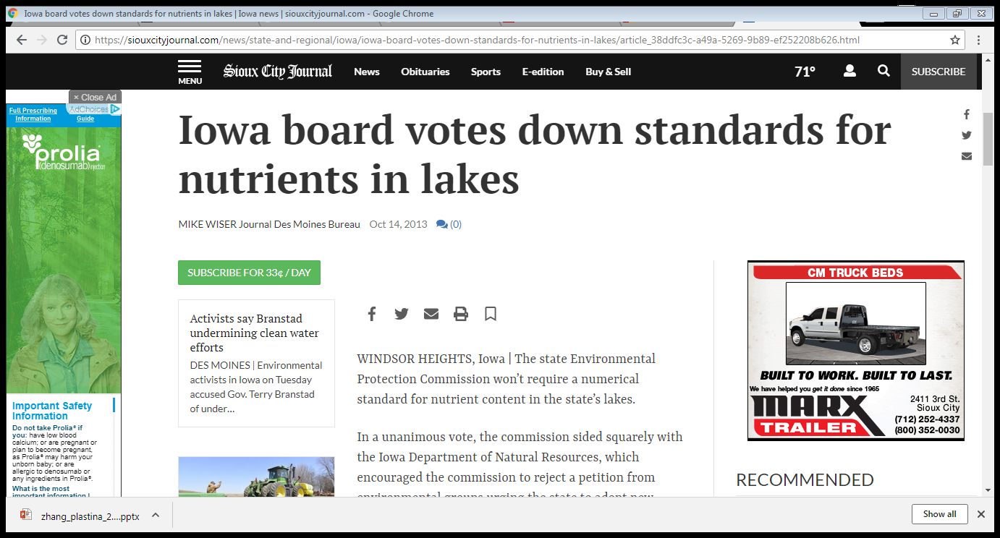 Iowa board votes down standards for nutrients in lakes | Iowa news | siouxcityjournal.com - Google Chrome
https://siouxcityjournal.com/news/state-and-regional/iowa/iowa-board-votes-down-standards-for-nutrients-in-lakes/article_38ddfc3c-a49a-5269-9b89-ef252208b626.html
MENU
Sioux City Journal
News
Obituaries
Sports
E-edition
Buy & Sell
71°
SUBSCRIBE
× Close Ad
AdChoices
Full Prescribing
Information
Guide
prolia®
(denosumab) injection
Important Safety
Information
Do not take Prolia® if
you: have low blood
calcium; or are pregnant or
plan to become pregnant,
as Prolia® may harm your
unborn baby; or are
allergic to denosumab or
any ingredients in Prolia®.
What is the most
important information I
Iowa board votes down standards for
nutrients in lakes
MIKE WISER Journal Des Moines Bureau Oct 14, 2013 (0)
SUBSCRIBE FOR 33¢ / DAY
Activists say Branstad
undermining clean water
efforts
DES MOINES | Environmental
activists in Iowa on Tuesday
accused Gov. Terry Branstad
of under...
WINDSOR HEIGHTS, Iowa | The state Environmental
Protection Commission won’t require a numerical
standard for nutrient content in the state’s lakes.
In a unanimous vote, the commission sided squarely with
the Iowa Department of Natural Resources, which
encouraged the commission to reject a petition from
environmental groups urging the state to adopt new
CM TRUCK BEDS
BUILT TO WORK. BUILT TO LAST.
We have helped you get it done since 1965
MARX
TRAILER
2411 3rd St.
Sioux City
(712) 252-4337
(800) 352-0030
RECOMMENDED
zhang_plastina_2....pptx
Show all